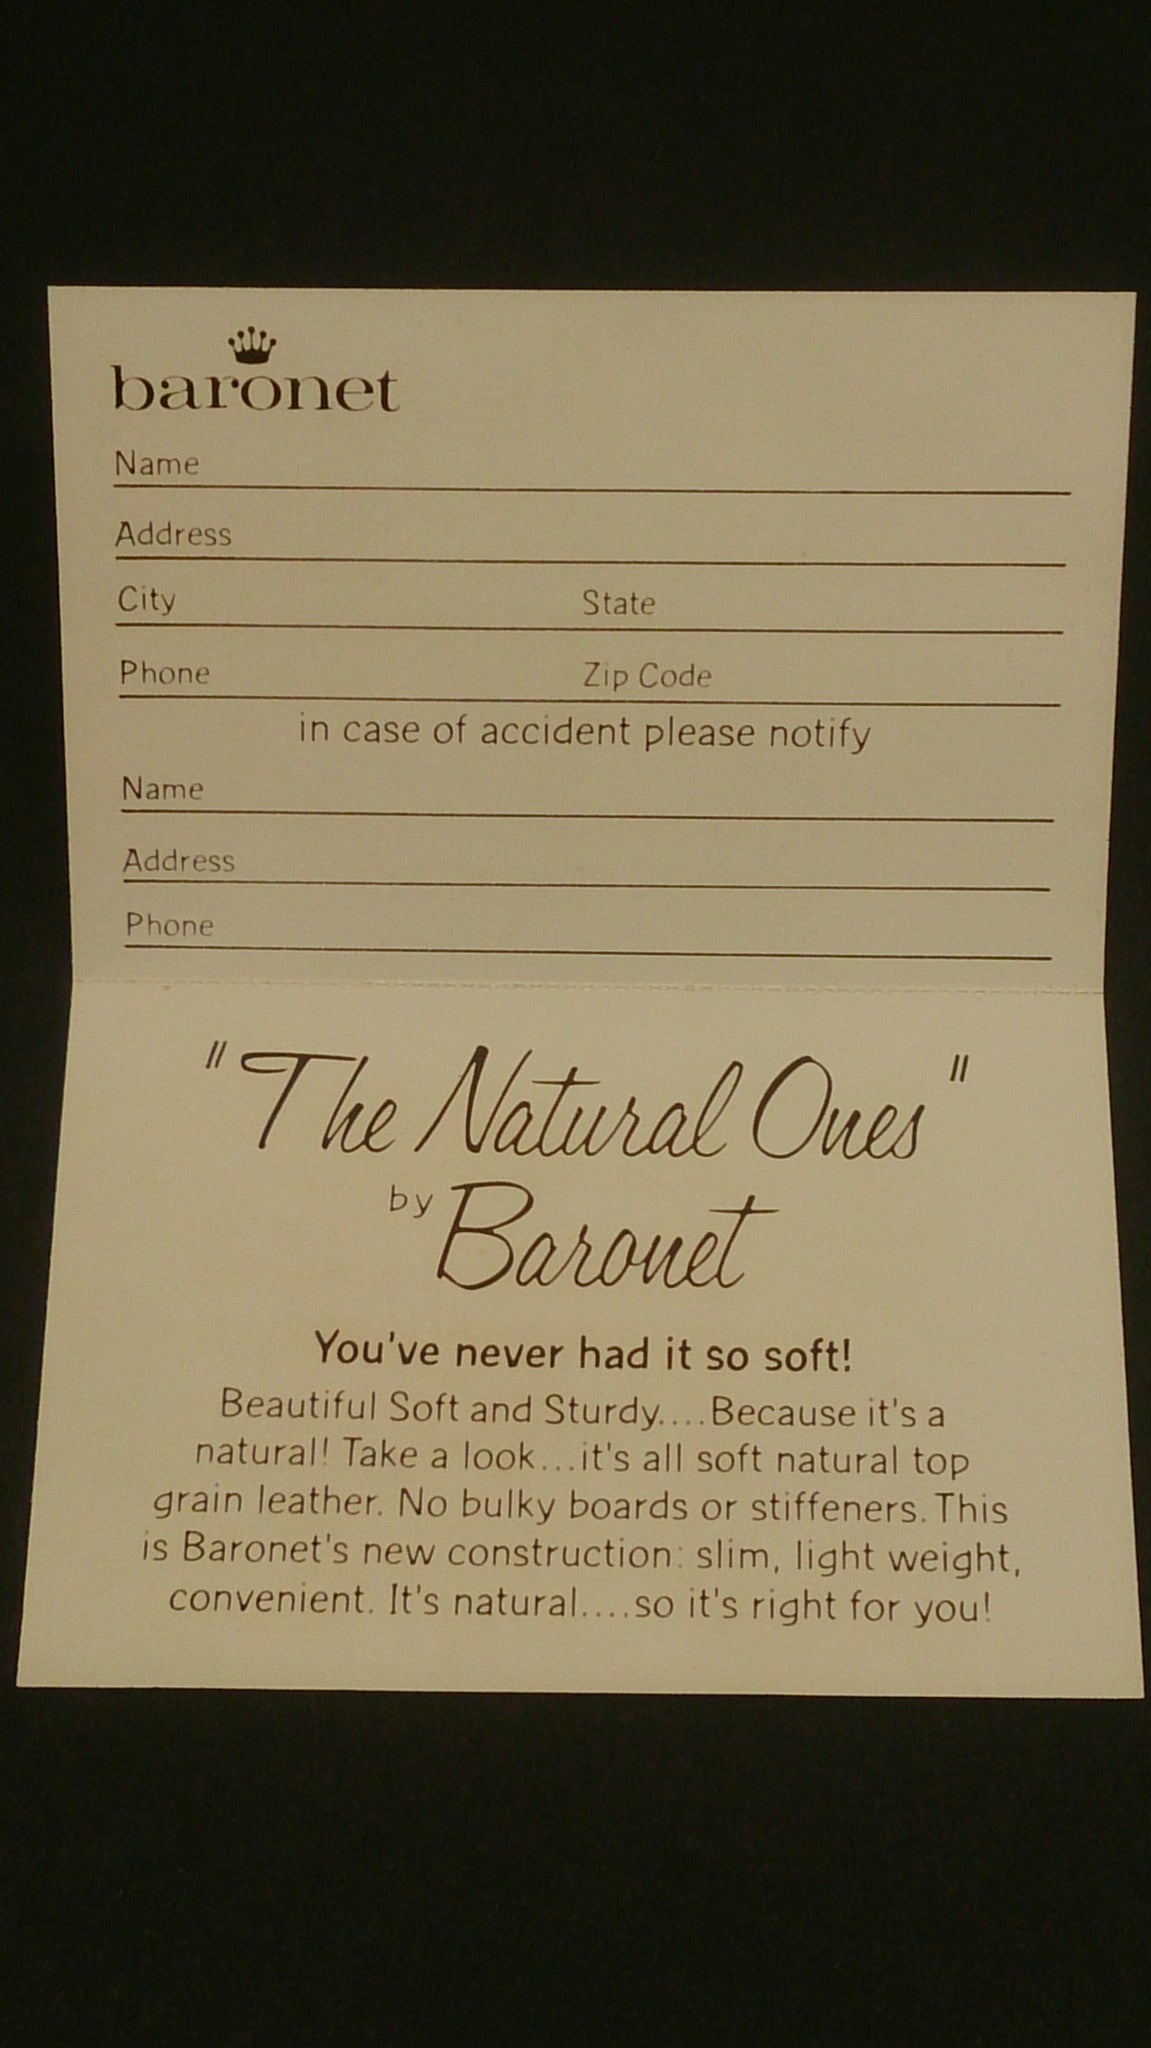 baronet
Name
Address
City State
Phone Zip Code
in case of accident please notify
Name
Address
Phone
"The Natural Ones"
by Baronet
You've never had it so soft!
Beautiful Soft and Sturdy....Because it's a
natural! Take a look...it's all soft natural top
grain leather. No bulky boards or stiffeners. This
is Baronet's new construction: slim, light weight,
convenient. It's natural....so it's right for you!